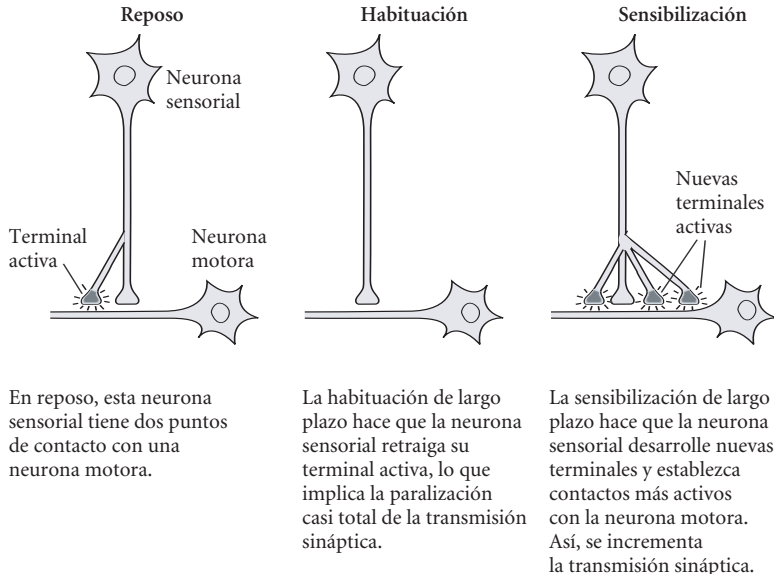 Reposo
Habituación
Sensibilización
Neurona
sensorial
Terminal
activa
Neurona
motora
Nuevas
terminales
activas
En reposo, esta neurona
sensorial tiene dos puntos
de contacto con una
neurona motora.
La habituación de largo
plazo hace que la neurona
sensorial retraiga su
terminal activa, lo que
implica la paralización
casi total de la transmisión
sináptica.
La sensibilización de largo
plazo hace que la neurona
sensorial desarrolle nuevas
terminales y establezca
contactos más activos
con la neurona motora.
Así, se incrementa
la transmisión sináptica.